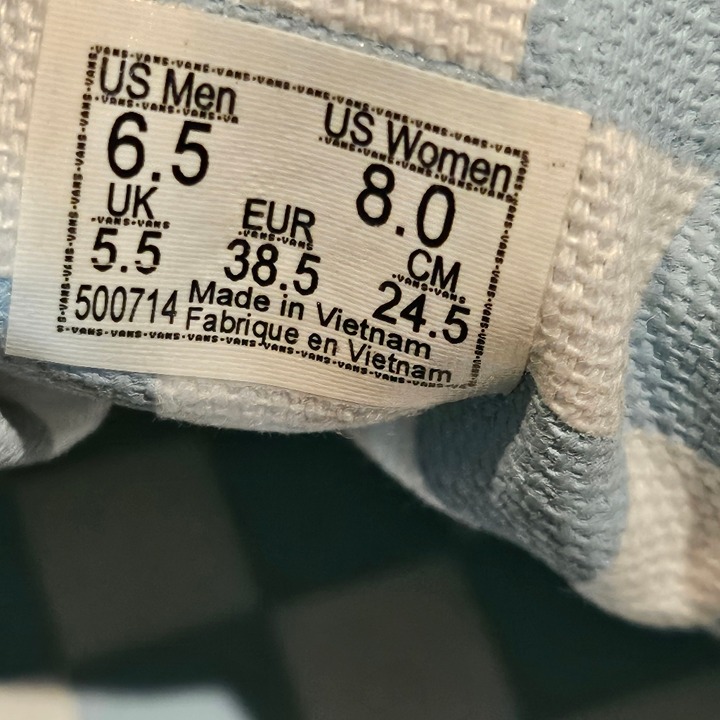 US Men
US Women
6.5
8.0
UK
EUR
CM
5.5
38.5
24.5
500714
Made in Vietnam
Fabrique en Vietnam